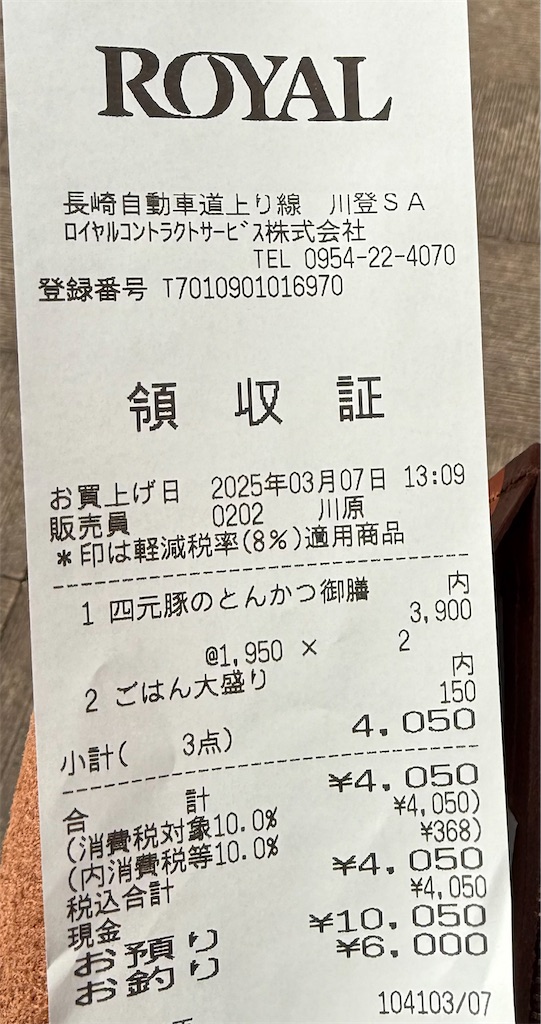 ROYAL
長崎自動車道上り線 川登SA
ロイヤルコントラクトサービス株式会社
TEL 0954-22-4070
登録番号 T7010901016970
領 収 証
お買上げ日 2025年03月07日 13:09
販売員 0202 川原
*印は軽減税率(8%)適用商品
1 四元豚のとんかつ御膳 内
3,900
@1,950 × 2
2 ごはん大盛り 内
150
小計( 3点) 4,050
合 計 ¥4,050
(消費税対象10.0% ¥4,050)
(内消費税等10.0% ¥368)
税込合計 ¥4,050
現金 ¥4,050
お預り ¥10,050
お釣り ¥6,000
104103/07